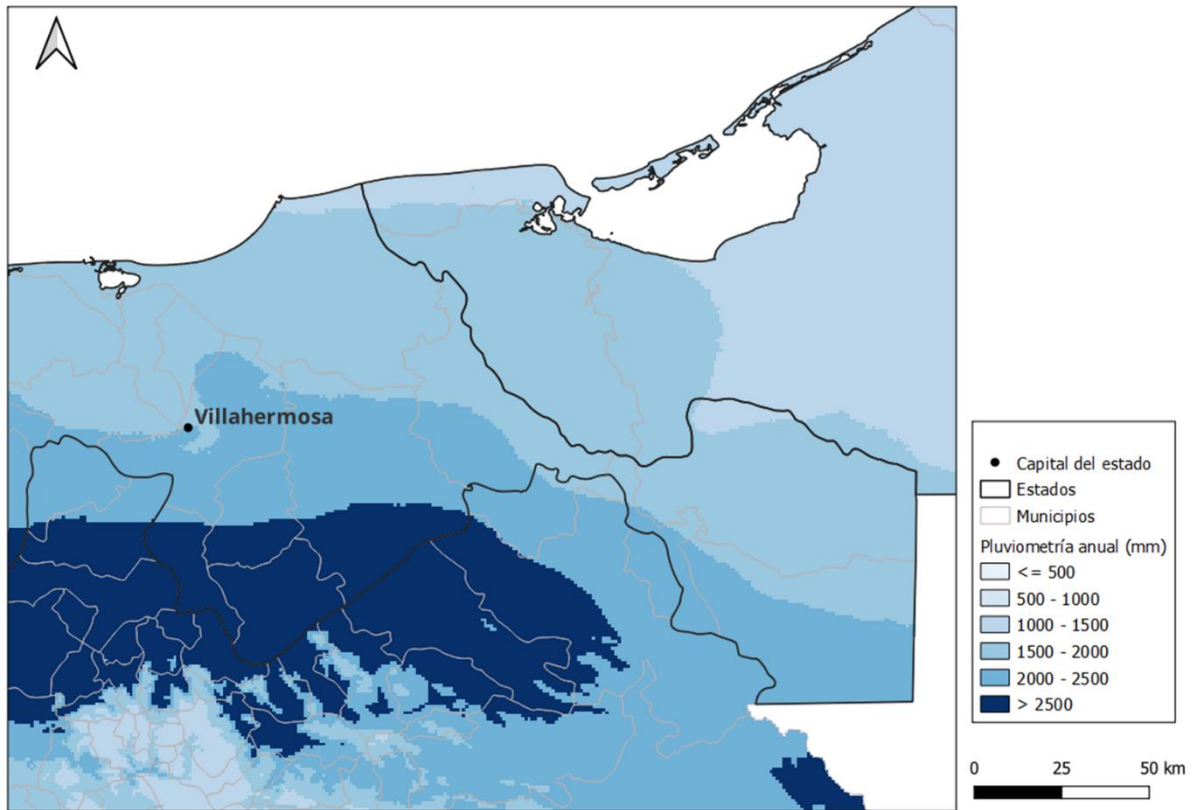 Villahermosa
Capital del estado
Estados
Municipios
Pluviometría anual (mm)
<= 500
500 - 1000
1000 - 1500
1500 - 2000
2000 - 2500
> 2500
0 25 50 km